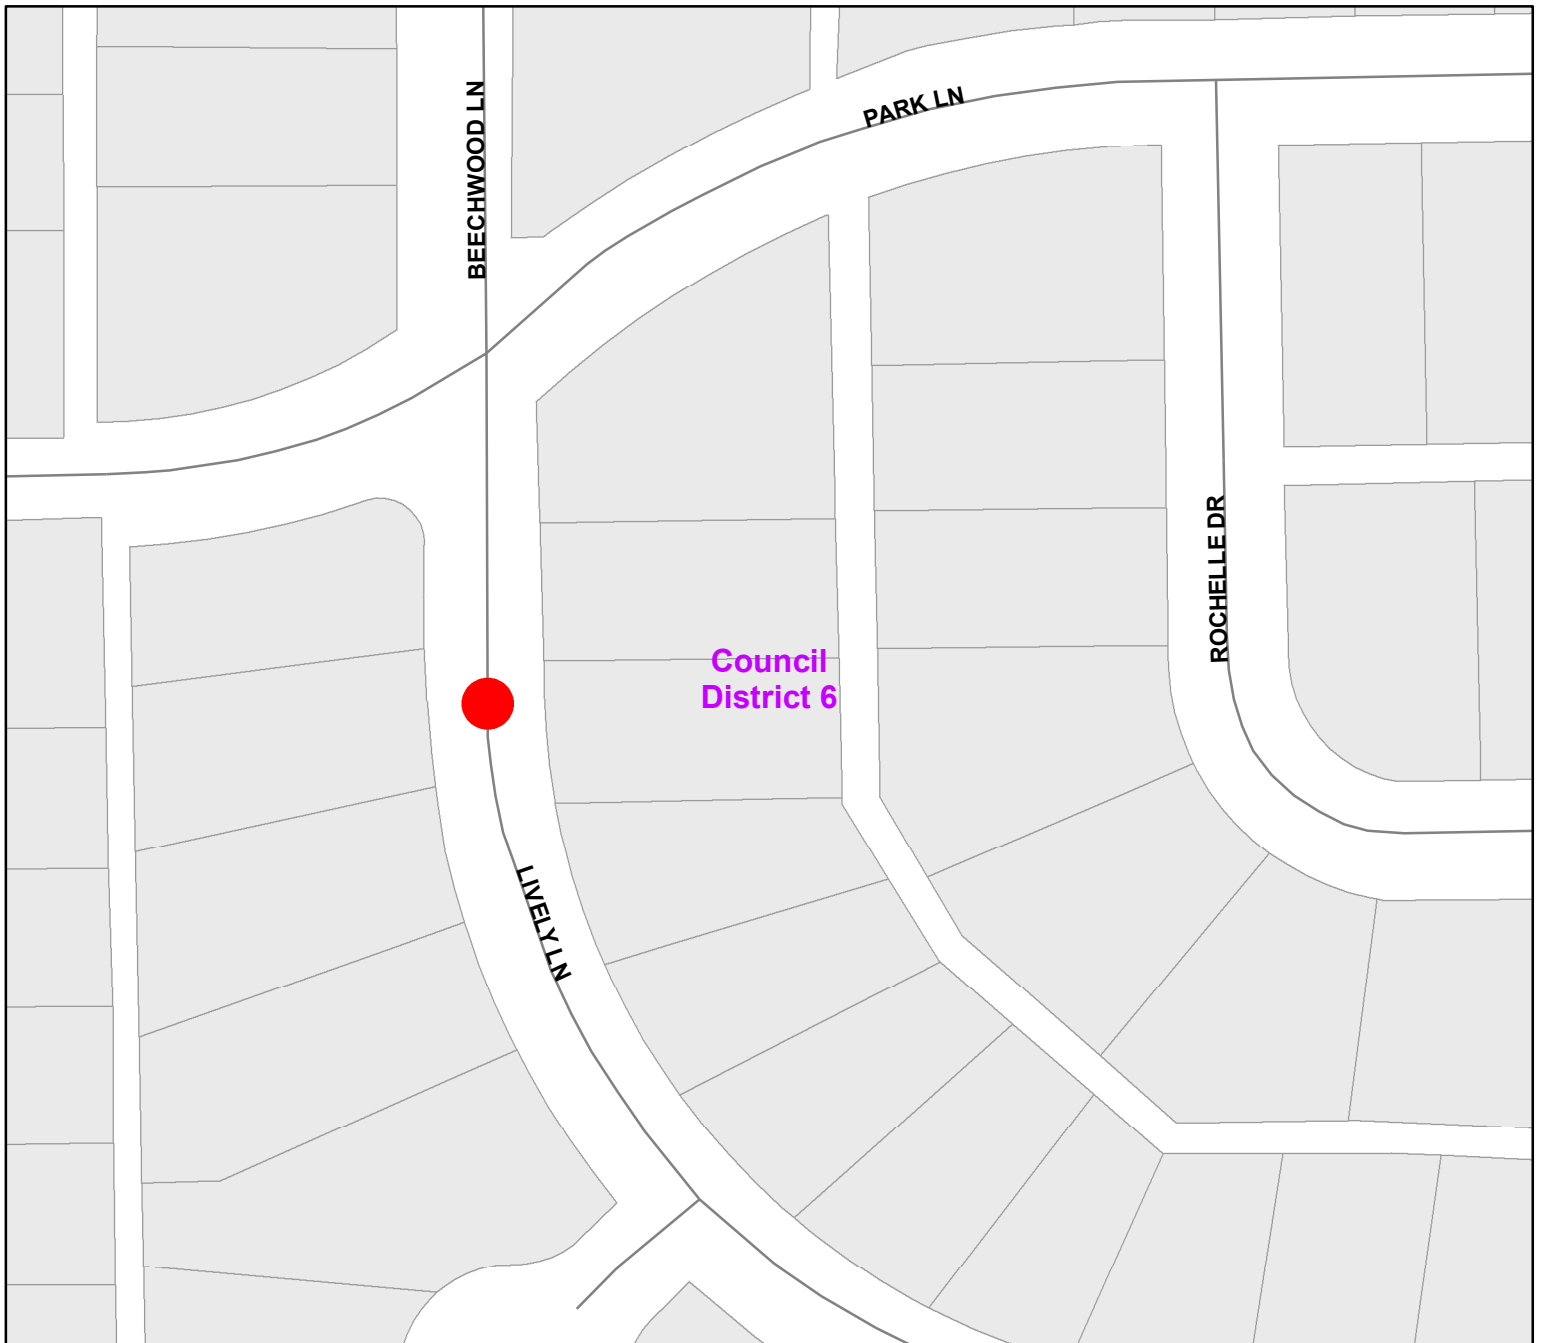 BEECHWOOD LN
PARK LN
ROCHELLE DR
Council
District 6
LIVELY LN